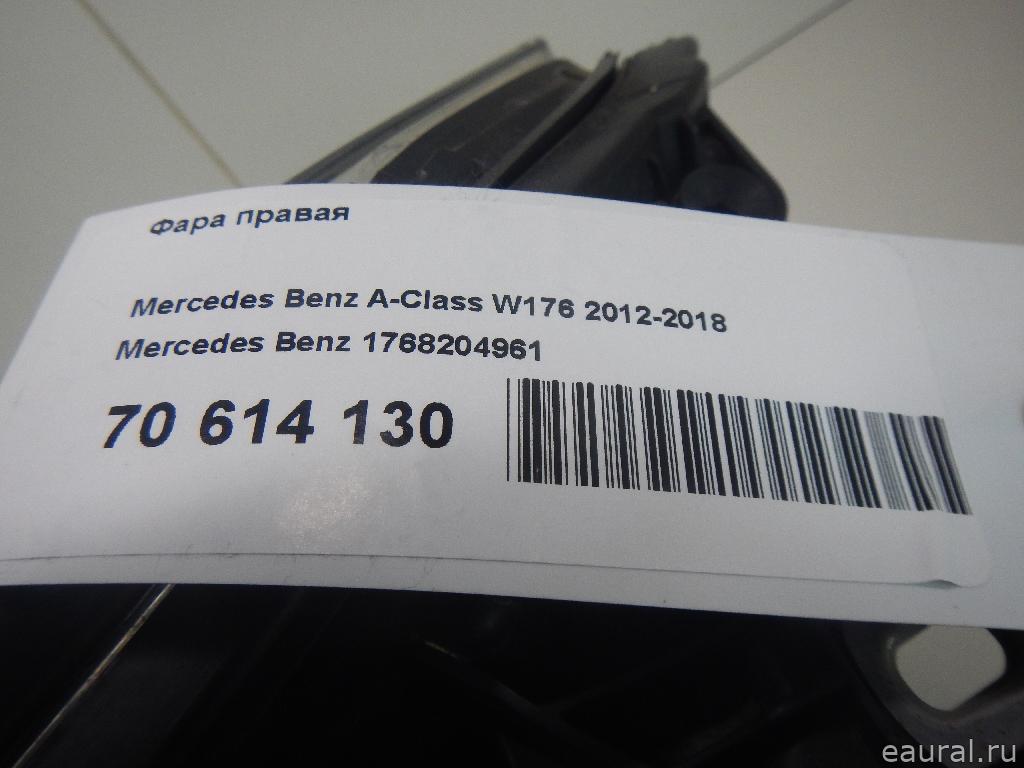 Фара правая
Mercedes Benz A-Class W176 2012-2018
Mercedes Benz 1768204961
70 614 130
eaural.ru